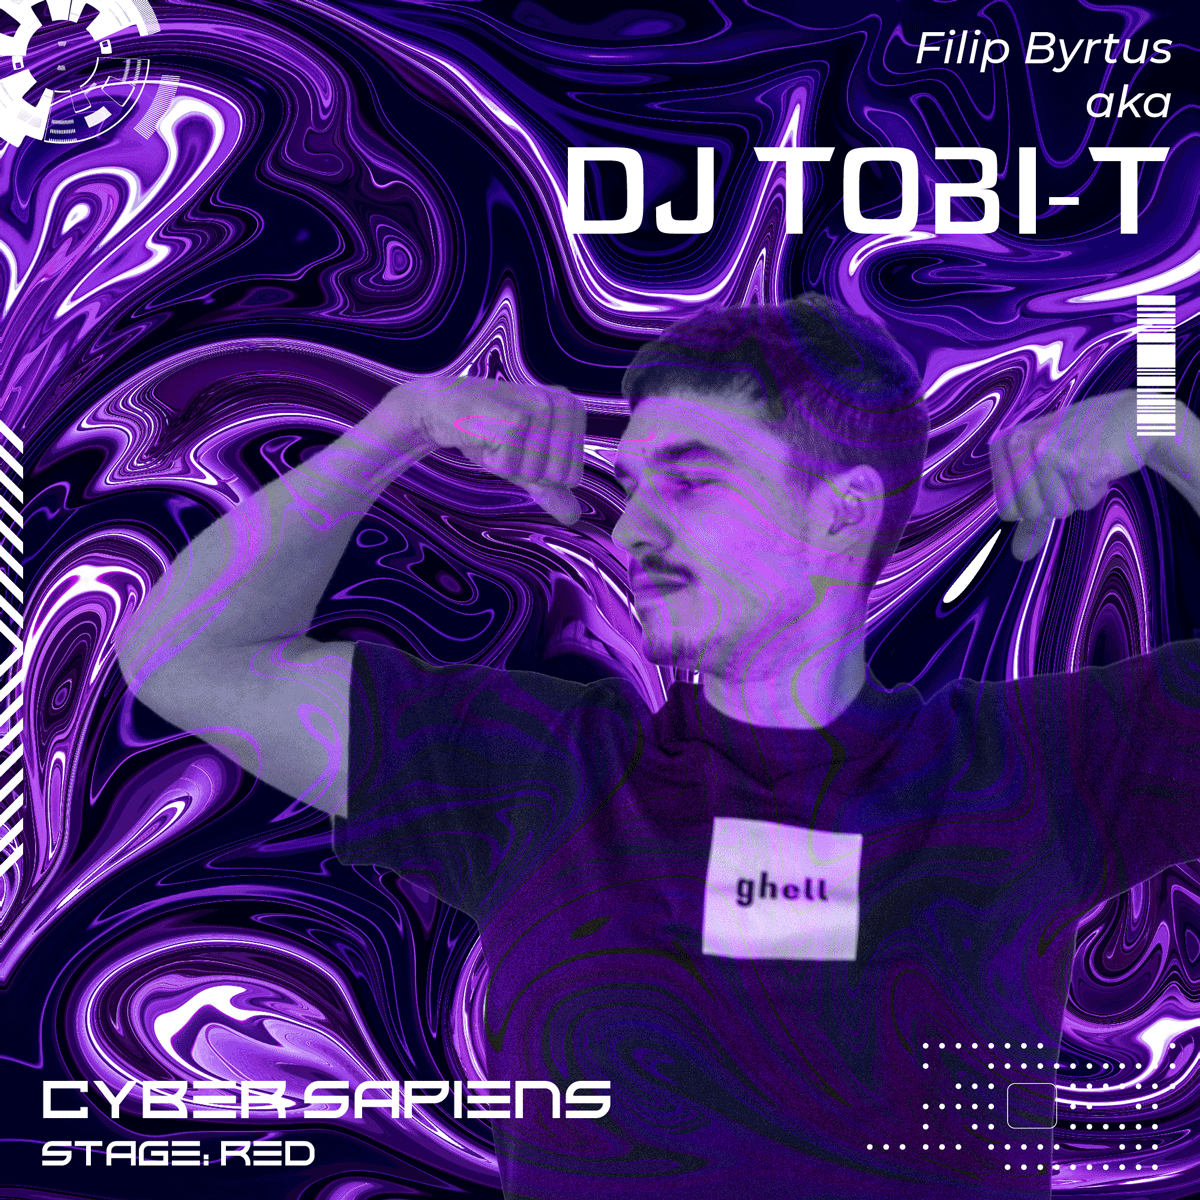 Filip Byrtus
aka
DJ TOBI-T
ghell
CYBER SAPIENS
STAGE: RED